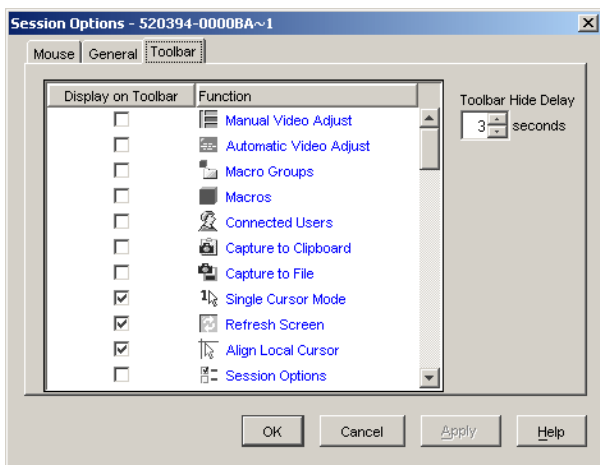 Session Options - 520394-0000BA~1
Mouse General Toolbar
Display on Toolbar Function
Manual Video Adjust
Automatic Video Adjust
Macro Groups
Macros
Connected Users
Capture to Clipboard
Capture to File
Single Cursor Mode
Refresh Screen
Align Local Cursor
Session Options
Toolbar Hide Delay
3 seconds
OK Cancel Apply Help